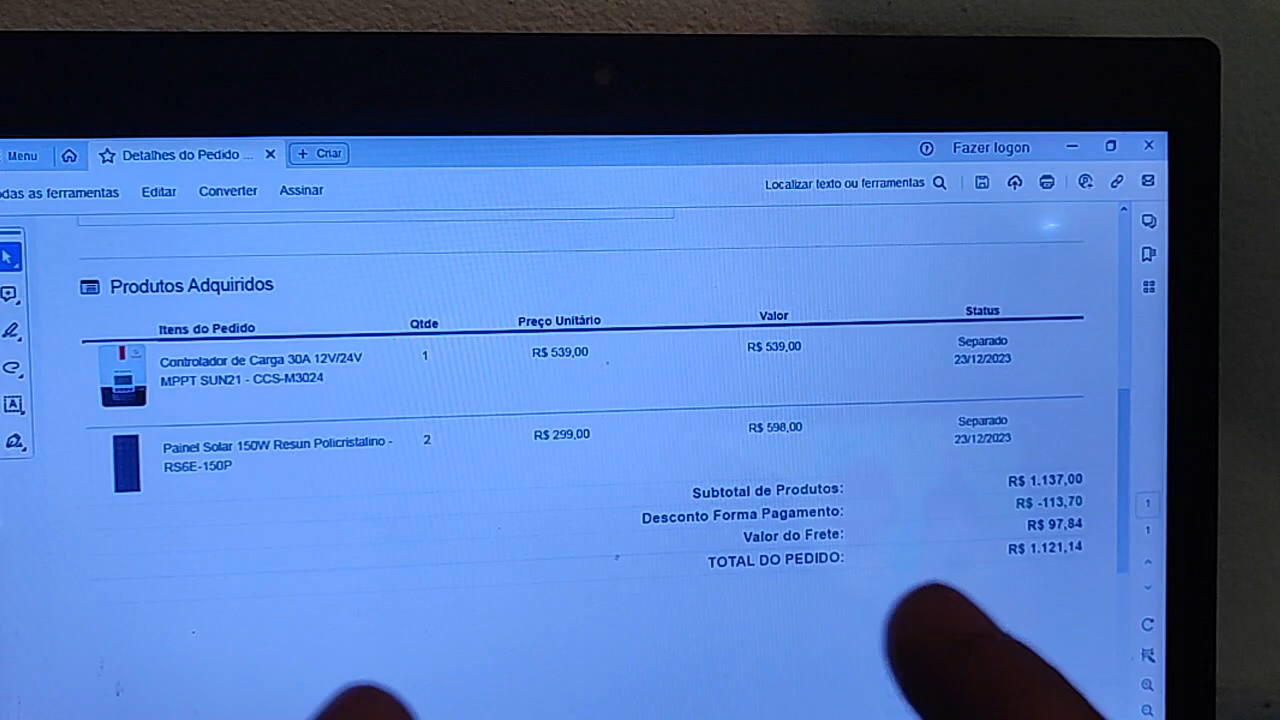 Menu
Detalhes do Pedido ...
+ Criar
Fazer logon
odas as ferramentas
Editar
Converter
Assinar
Localizar texto ou ferramentas
Produtos Adquiridos
Itens do Pedido Qtde Preço Unitário Valor Status
Controlador de Carga 30A 12V/24V 1 R$ 539,00 R$ 539,00 Separado
MPPT SUN21 - CCS-M3024 23/12/2023
Painel Solar 150W Resun Policristalino - 2 R$ 299,00 R$ 598,00 Separado
RS6E-150P 23/12/2023
Subtotal de Produtos: R$ 1.137,00
Desconto Forma Pagamento: R$ -113,70
Valor do Frete: R$ 97,84
TOTAL DO PEDIDO: R$ 1.121,14
1
1